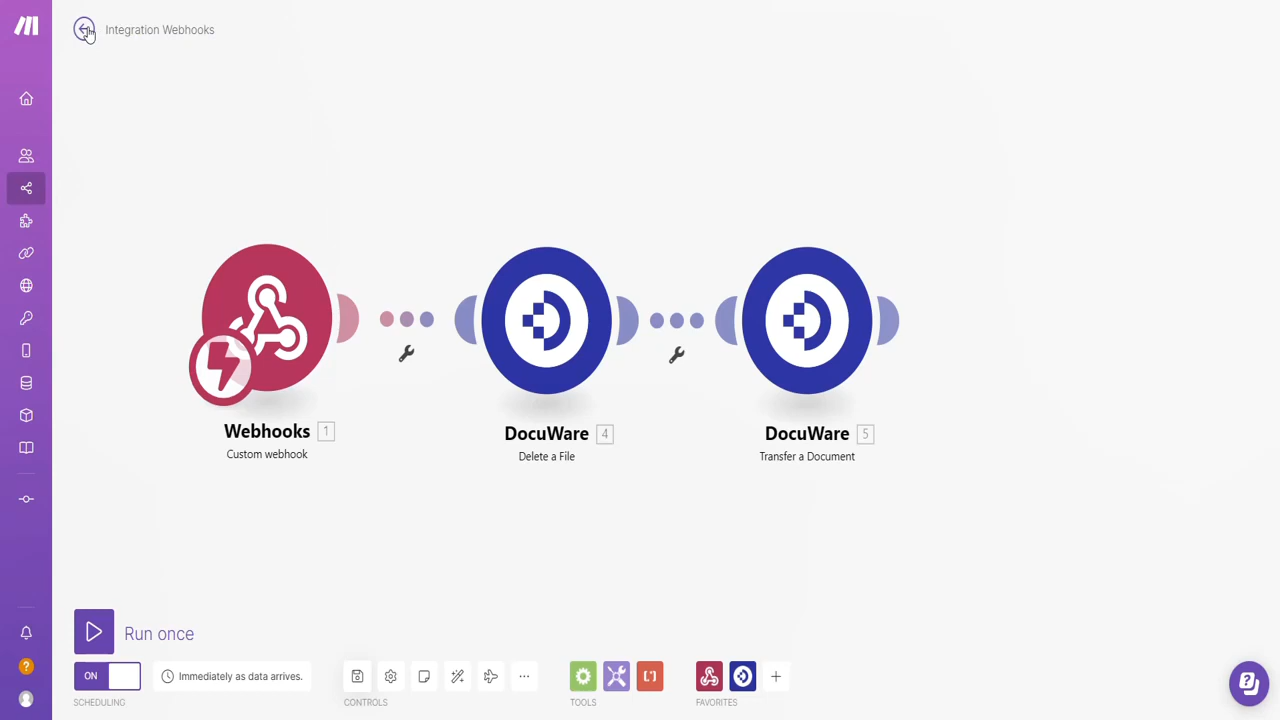 Integration Webhooks
Webhooks 1
Custom webhook
DocuWare 4
Delete a File
DocuWare 5
Transfer a Document
Run once
ON
Immediately as data arrives.
SCHEDULING
CONTROLS
TOOLS
FAVORITES
?
?